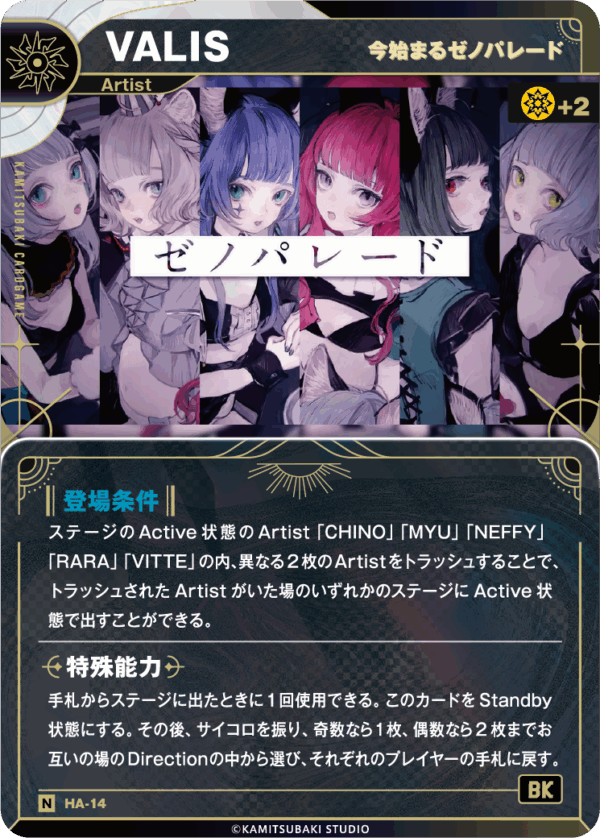 VALIS
今始まるゼノパレード
Artist
+2
KAMITSUBAKI CARDGAME
ゼノパレード
登場条件
ステージのActive状態のArtist「CHINO」「MYU」「NEFFY」
「RARA」「VITTE」の内、異なる2枚のArtistをトラッシュすることで、
トラッシュされたArtistがいた場のいずれかのステージにActive状
態で出すことができる。
特殊能力
手札からステージに出たときに1回使用できる。このカードをStandby
状態にする。その後、サイコロを振り、奇数なら1枚、偶数なら2枚までお
互いの場のDirectionの中から選び、それぞれのプレイヤーの手札に戻す。
BK
N HA-14
©KAMITSUBAKI STUDIO